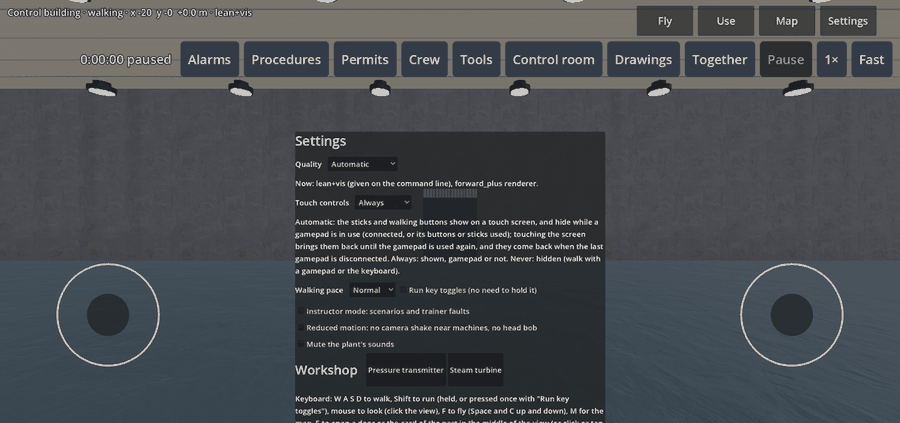 Control building - walking - x -20 y -0 +0.0 m - lean+vis
Fly Use Map Settings
0:00:00 paused Alarms Procedures Permits Crew Tools Control room Drawings Together Pause 1× Fast
Settings
Quality Automatic
Now: lean+vis (given on the command line), forward_plus renderer.
Touch controls Always
Automatic: the sticks and walking buttons show on a touch screen, and hide while a
gamepad is in use (connected, or its buttons or sticks used); touching the screen
brings them back until the gamepad is used again, and they come back when the last
gamepad is disconnected. Always: shown, gamepad or not. Never: hidden (walk with
a gamepad or the keyboard).
Walking pace Normal Run key toggles (no need to hold it)
Instructor mode: scenarios and trainer faults
Reduced motion: no camera shake near machines, no head bob
Mute the plant's sounds
Workshop Pressure transmitter Steam turbine
Keyboard: W A S D to walk, Shift to run (held, or pressed once with "Run key
toggles"), mouse to look (click the view), F to fly (Space and C up and down), M for the